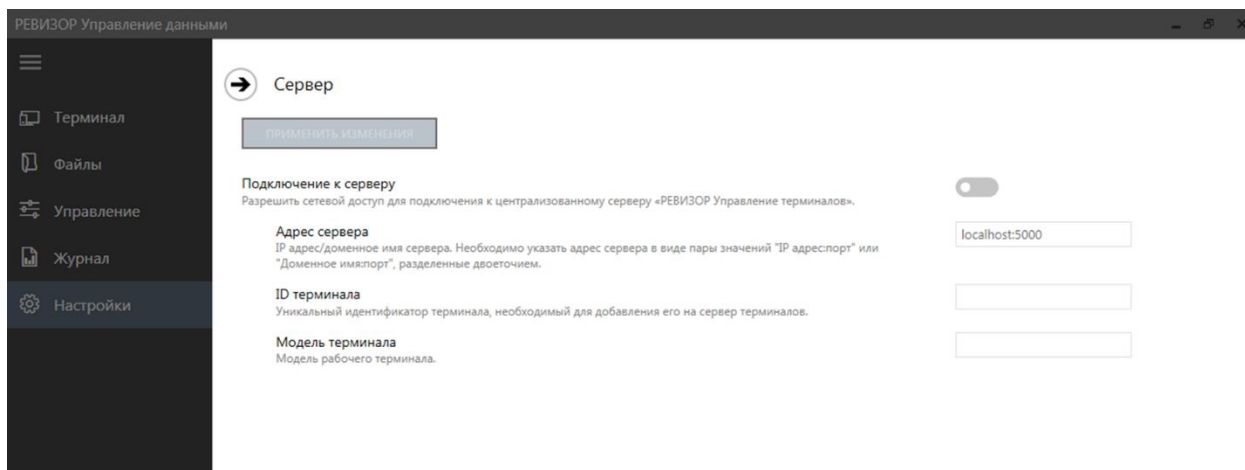 РЕВИЗОР Управление данными
Терминал
Файлы
Управление
Журнал
Настройки
Сервер
ПРИМЕНИТЬ ИЗМЕНЕНИЯ
Подключение к серверу
Разрешить сетевой доступ для подключения к централизованному серверу «РЕВИЗОР Управление терминалов».
Адрес сервера
localhost:5000
IP адрес/доменное имя сервера. Необходимо указать адрес сервера в виде пары значений "IP адрес:порт" или
"Доменное имя:порт", разделенные двоеточием.
ID терминала
Уникальный идентификатор терминала, необходимый для добавления его на сервер терминалов.
Модель терминала
Модель рабочего терминала.